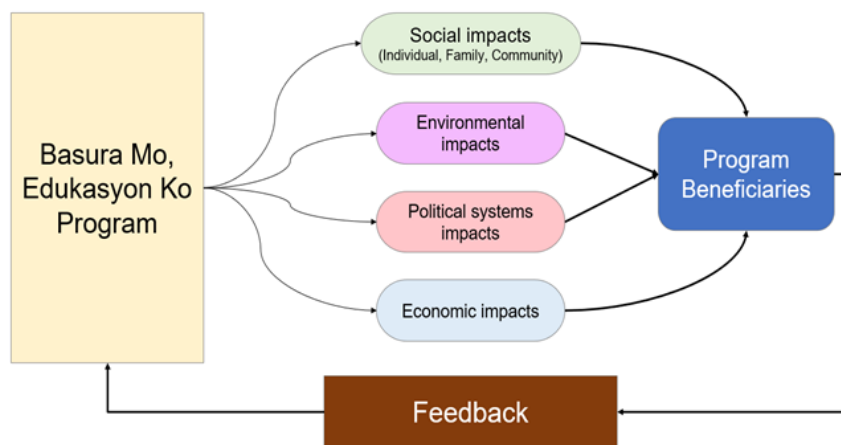 Basura Mo,
Edukasyon Ko
Program
Social impacts
(Individual, Family, Community)
Environmental
impacts
Political systems
impacts
Economic impacts
Program
Beneficiaries
Feedback